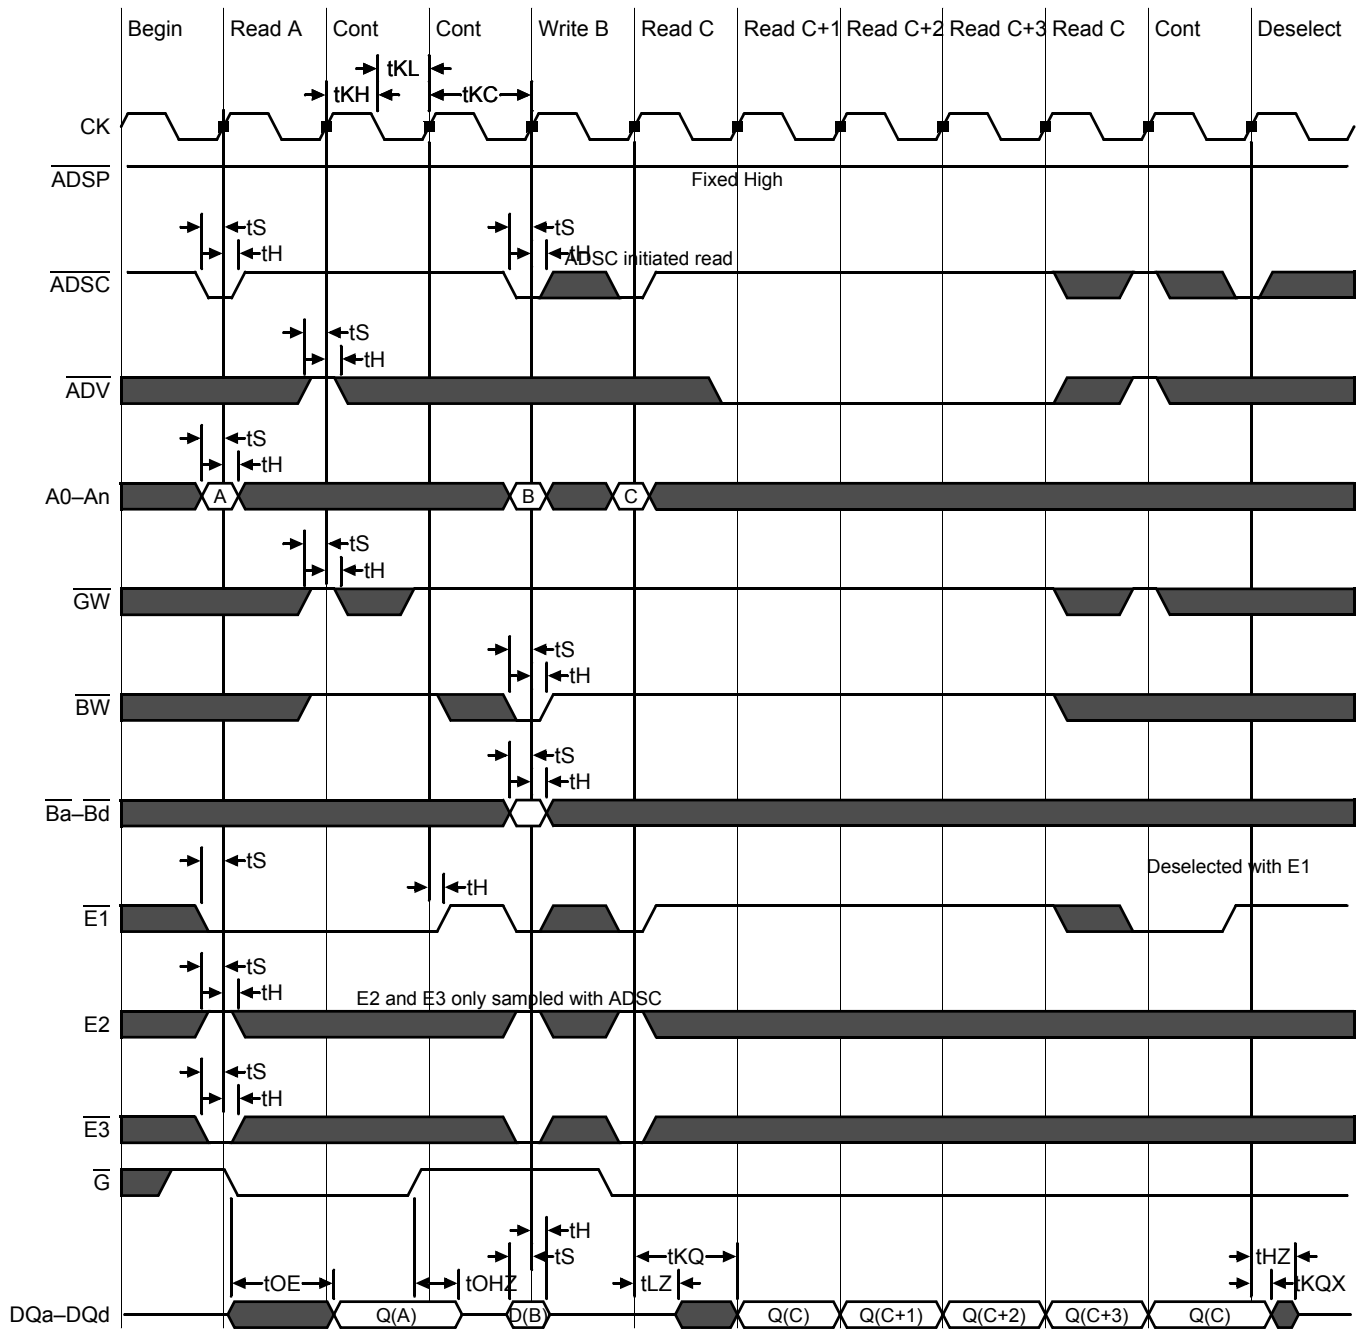 Begin Read A Cont Cont Write B Read C Read C+1 Read C+2 Read C+3 Read C Cont Deselect
tKL
tKH tKC
CK
ADSP
Fixed High
tS tS
tH tH
ADSC initiated read
ADSC
tS
tH
ADV
tS
tH
A0–An A B C
tS
tH
GW
tS
tH
BW
tS
tH
Ba–Bd
tS
Deselected with E1
tH
E1
tS
tH
E2 and E3 only sampled with ADSC
E2
tS
tH
E3
G
tH
tS tKQ tHZ
tOE tOHZ tLZ tKQX
DQa–DQd Q(A) D(B) Q(C) Q(C+1) Q(C+2) Q(C+3) Q(C)